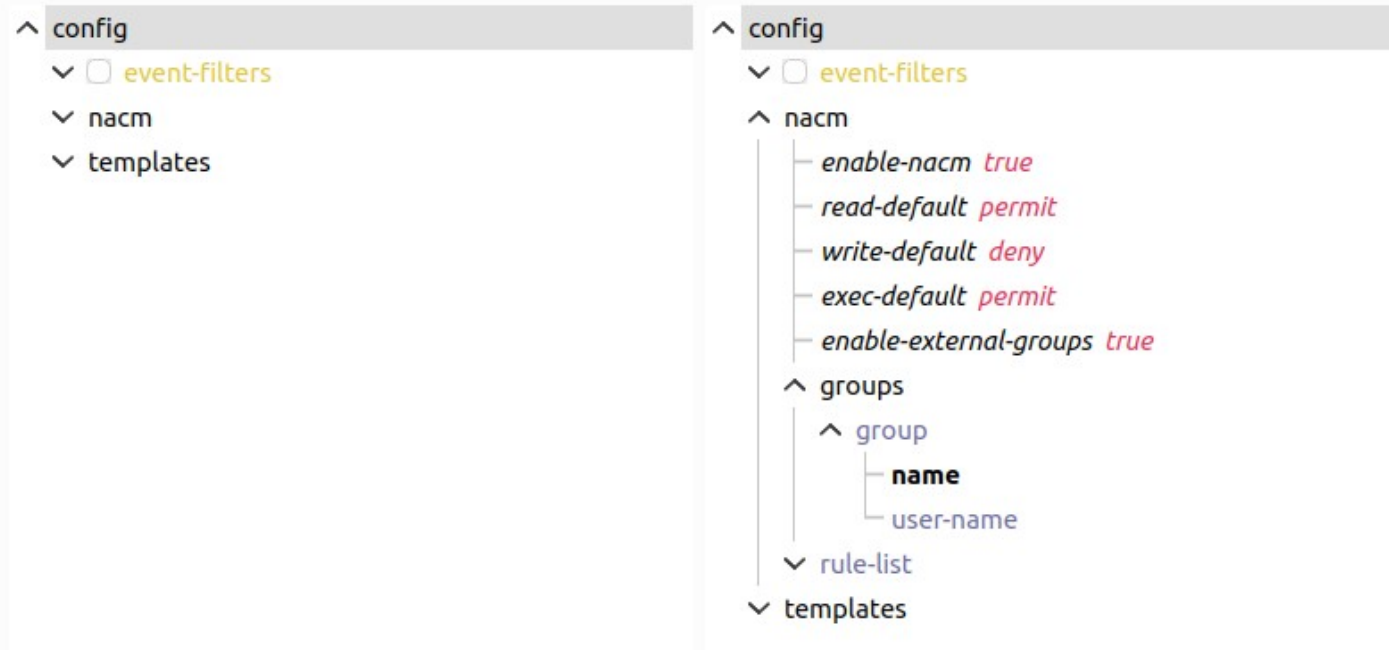 config
event-filters
nacm
templates
config
event-filters
nacm
enable-nacm true
read-default permit
write-default deny
exec-default permit
enable-external-groups true
groups
group
name
user-name
rule-list
templates